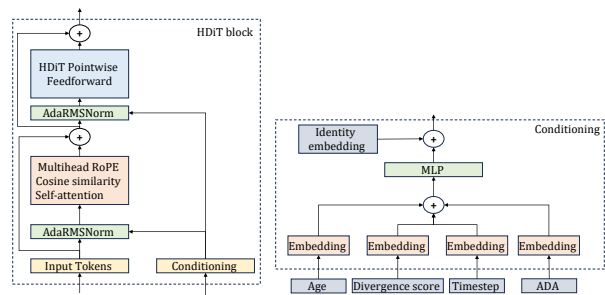 HDiT block
+
HDiT Pointwise
Feedforward
AdaRMSNorm
+
Multihead RoPE
Cosine similarity
Self-attention
AdaRMSNorm
Input Tokens
Conditioning
Conditioning
Identity
embedding
+
MLP
+
Embedding
Embedding
Embedding
Embedding
Age
Divergence score
Timestep
ADA